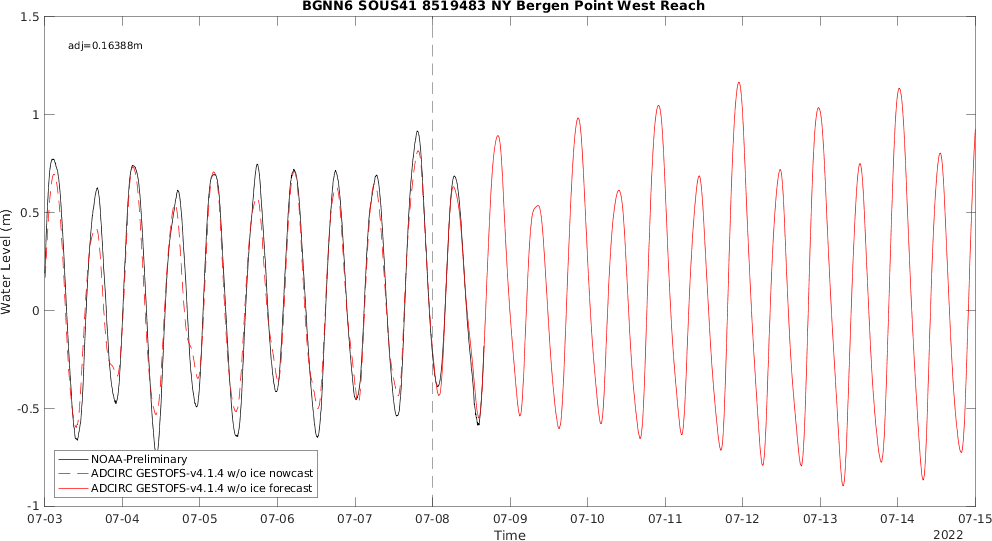 BGNN6 SOUS41 8519483 NY Bergen Point West Reach
adj=0.16388m
1.5
1
0.5
0
-0.5
-1
Water Level (m)
NOAA-Preliminary
ADCIRC GESTOFS-v4.1.4 w/o ice nowcast
ADCIRC GESTOFS-v4.1.4 w/o ice forecast
07-03 07-04 07-05 07-06 07-07 07-08 07-09 07-10 07-11 07-12 07-13 07-14 07-15
Time
2022